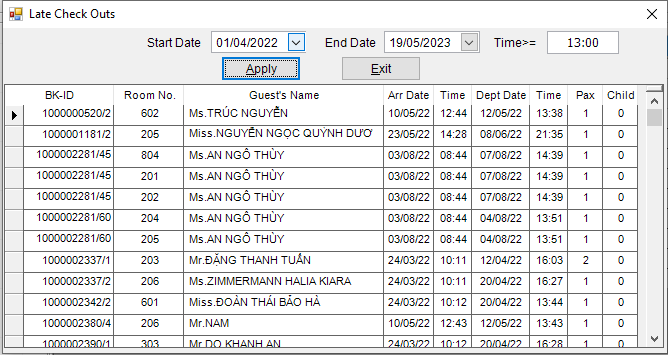 Late Check Outs
Start Date 01/04/2022 End Date 19/05/2023 Time>= 13:00
Apply Exit
BK-ID Room No. Guest's Name Arr Date Time Dept Date Time Pax Child
1000000520/2 602 Ms.TRÚC NGUYỄN 10/05/22 12:44 12/05/22 13:38 1 0
1000001181/2 205 Miss.NGUYỄN NGỌC QUỲNH DƯƠ 23/05/22 14:28 08/06/22 21:35 1 0
1000002281/45 804 Ms.AN NGÔ THÙY 03/08/22 08:44 07/08/22 14:39 1 0
1000002281/45 201 Ms.AN NGÔ THÙY 03/08/22 08:44 07/08/22 14:39 1 0
1000002281/45 202 Ms.AN NGÔ THÙY 03/08/22 08:44 07/08/22 14:39 1 0
1000002281/60 204 Ms.AN NGÔ THÙY 03/08/22 08:44 04/08/22 13:51 1 0
1000002281/60 205 Ms.AN NGÔ THÙY 03/08/22 08:44 04/08/22 13:51 1 0
1000002337/1 203 Mr.ĐẶNG THANH TUẤN 24/03/22 10:11 12/04/22 16:03 2 0
1000002337/2 206 Ms.ZIMMERMANN HALIA KIARA 24/03/22 10:11 20/04/22 16:27 1 0
1000002342/2 601 Miss.ĐOÀN THÁI BẢO HÀ 24/03/22 10:12 20/04/22 13:44 1 0
1000002380/4 206 Mr.NAM 10/05/22 12:43 12/05/22 13:43 1 0
1000002390/1 303 Mr.DO KHANH AN 24/03/22 10:12 20/04/22 16:28 1 0